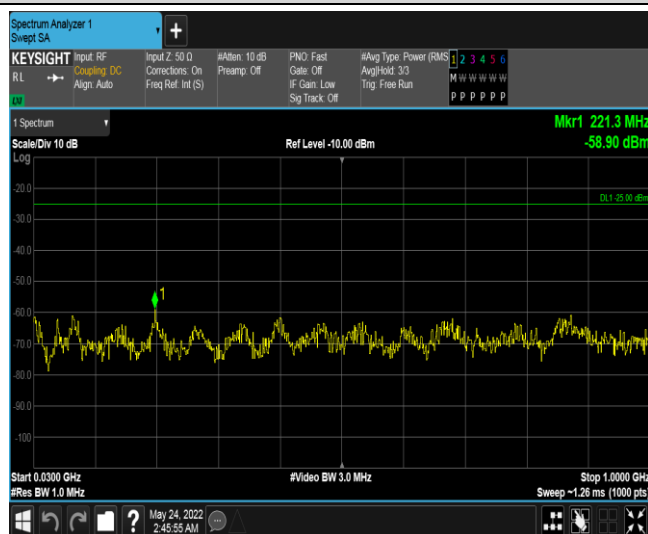 Spectrum Analyzer 1
Swept SA
KEYSIGHT
RL
LXI
Input: RF
Coupling: DC
Align: Auto
Input Z: 50 Ω
Corrections: On
Freq Ref: Int (S)
#Atten: 10 dB
Preamp: Off
PNO: Fast
Gate: Off
IF Gain: Low
Sig Track: Off
#Avg Type: Power (RMS
Avg|Hold: 3/3
Trig: Free Run
1 2 3 4 5 6
M W W W W W
P P P P P P
1 Spectrum
Mkr1 221.3 MHz
Scale/Div 10 dB
Ref Level -10.00 dBm
-58.90 dBm
Log
-20.0
DL1 -25.00 dBm
-30.0
-40.0
-50.0
1
-60.0
-70.0
-80.0
-90.0
-100
Start 0.0300 GHz
#Video BW 3.0 MHz
Stop 1.0000 GHz
#Res BW 1.0 MHz
Sweep ~1.26 ms (1000 pts)
?
May 24, 2022
2:45:55 AM